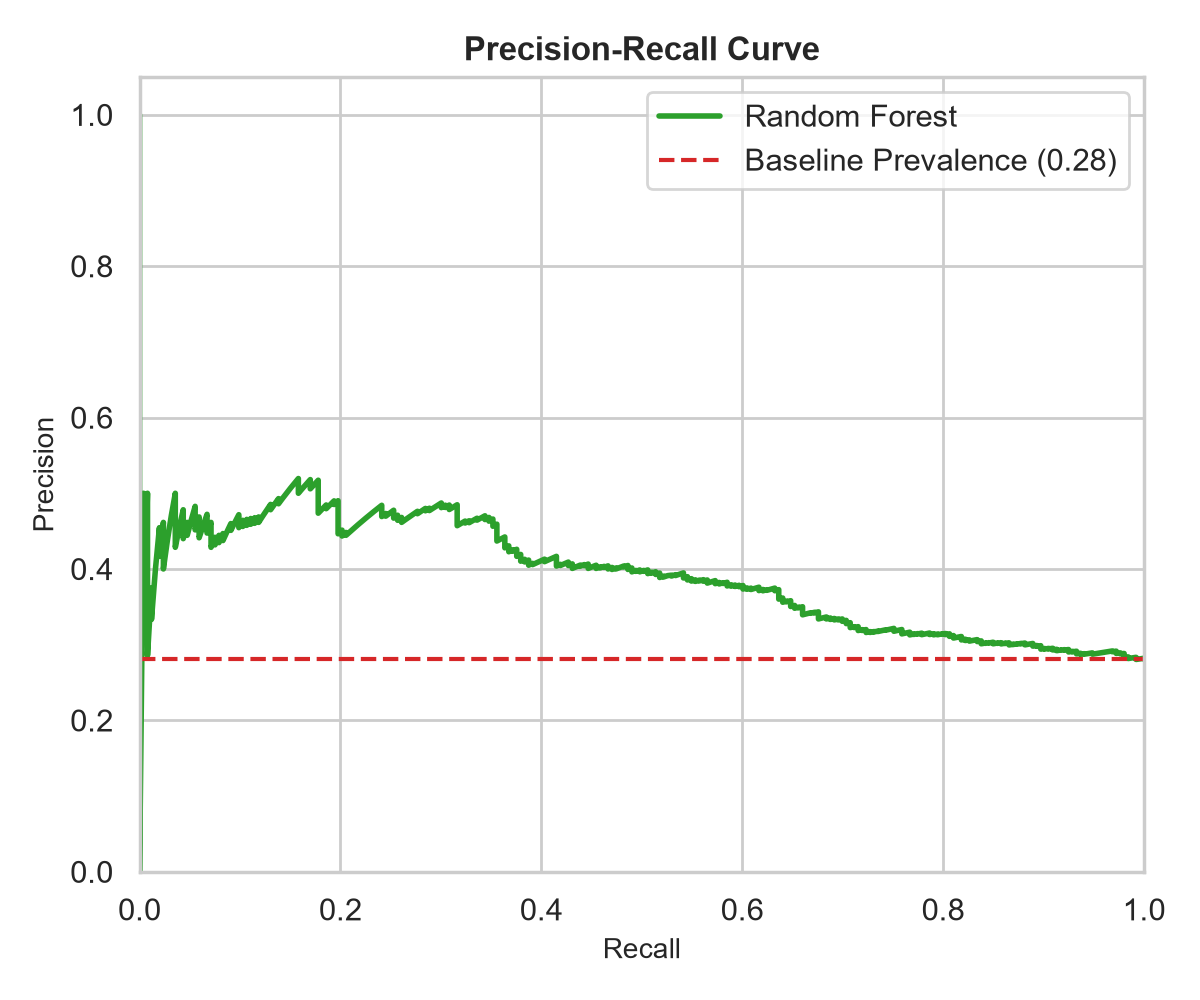 Precision-Recall Curve
Random Forest
Baseline Prevalence (0.28)
Precision
1.0
0.8
0.6
0.4
0.2
0.0
0.0 0.2 0.4 0.6 0.8 1.0
Recall